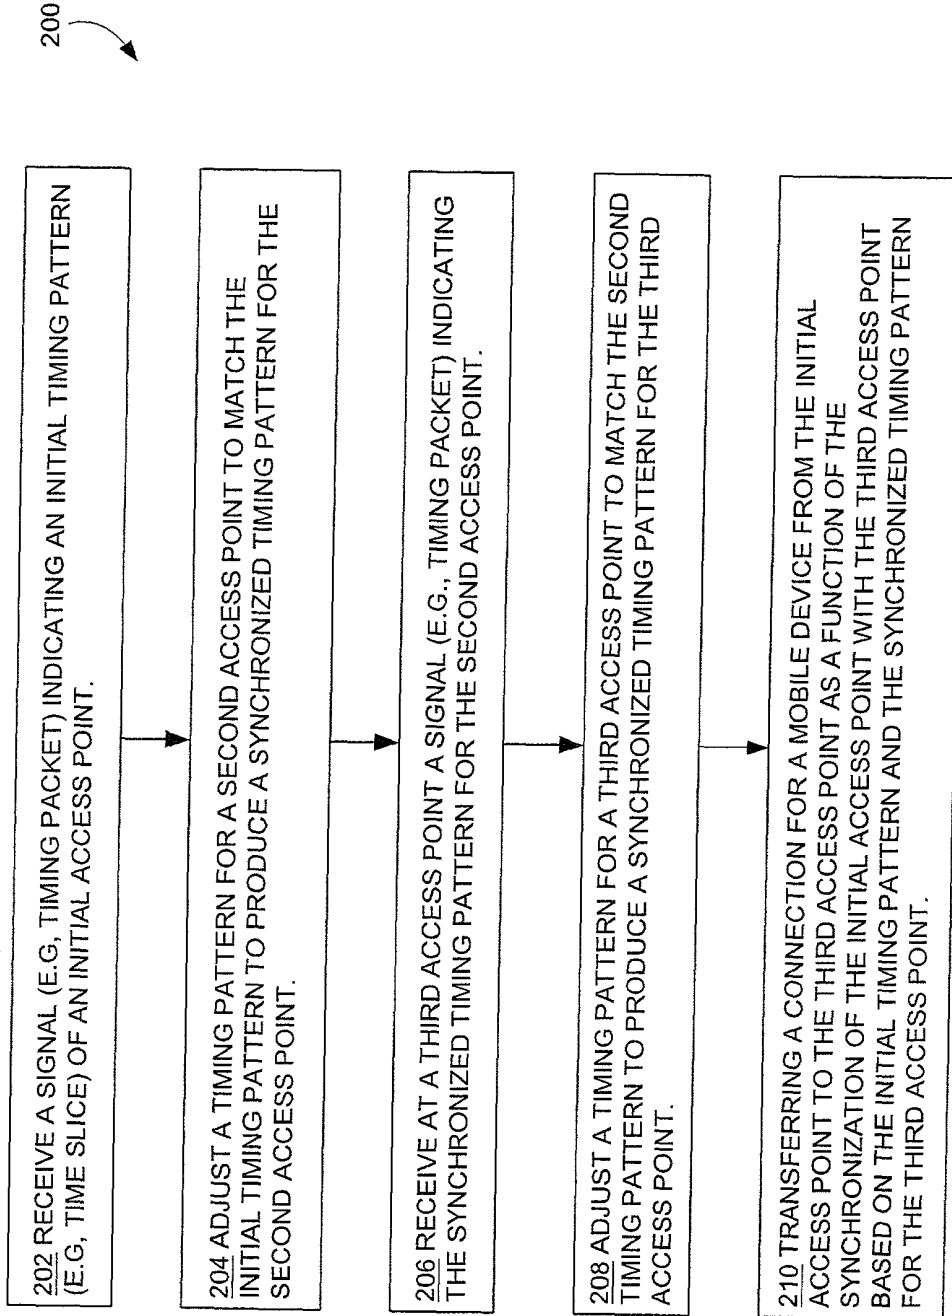 200
202 RECEIVE A SIGNAL (E.G, TIMING PACKET) INDICATING AN INITIAL TIMING PATTERN
(E.G, TIME SLICE) OF AN INITIAL ACCESS POINT.
204 ADJUST A TIMING PATTERN FOR A SECOND ACCESS POINT TO MATCH THE
INITIAL TIMING PATTERN TO PRODUCE A SYNCHRONIZED TIMING PATTERN FOR THE
SECOND ACCESS POINT.
206 RECEIVE AT A THIRD ACCESS POINT A SIGNAL (E.G., TIMING PACKET) INDICATING
THE SYNCHRONIZED TIMING PATTERN FOR THE SECOND ACCESS POINT.
208 ADJUST A TIMING PATTERN FOR A THIRD ACCESS POINT TO MATCH THE SECOND
TIMING PATTERN TO PRODUCE A SYNCHRONIZED TIMING PATTERN FOR THE THIRD
ACCESS POINT.
210 TRANSFERRING A CONNECTION FOR A MOBILE DEVICE FROM THE INITIAL
ACCESS POINT TO THE THIRD ACCESS POINT AS A FUNCTION OF THE
SYNCHRONIZATION OF THE INITIAL ACCESS POINT WITH THE THIRD ACCESS POINT
BASED ON THE INITIAL TIMING PATTERN AND THE SYNCHRONIZED TIMING PATTERN
FOR THE THIRD ACCESS POINT.